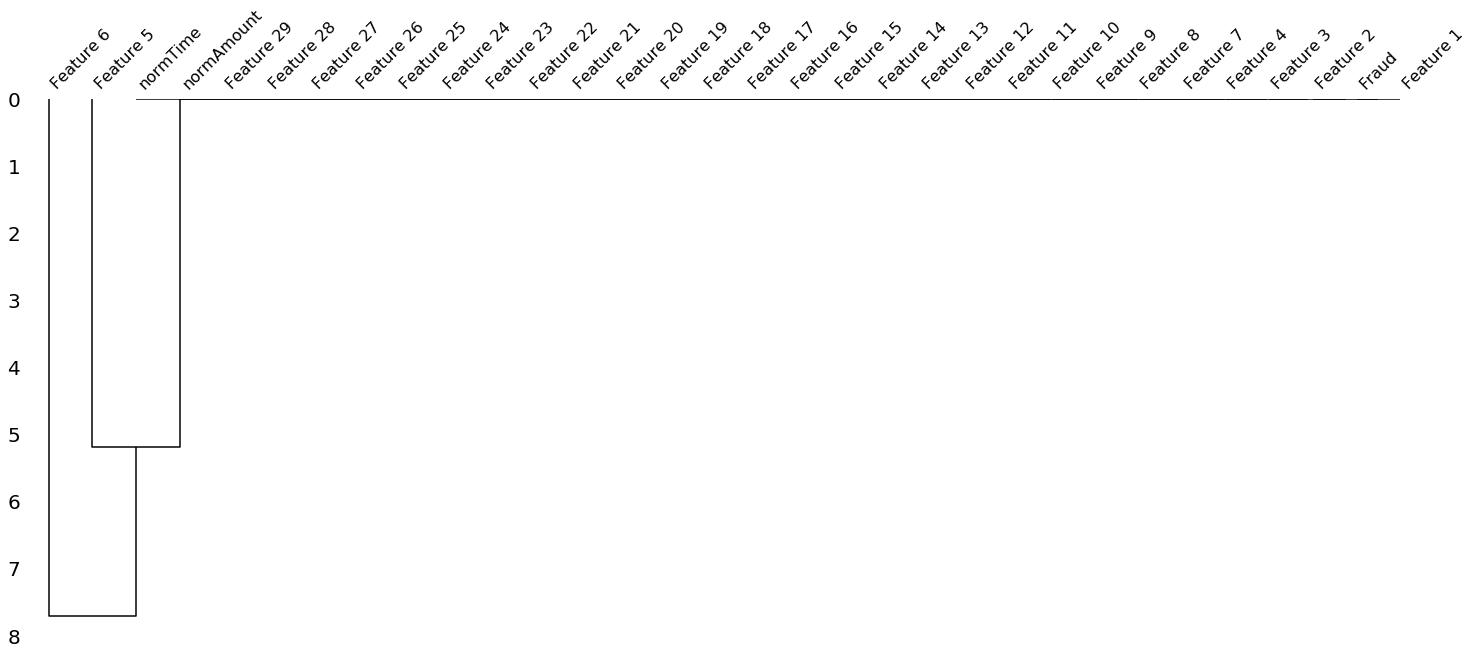 Feature 6
Feature 5
normTime
normAmount
Feature 29
Feature 28
Feature 27
Feature 26
Feature 25
Feature 24
Feature 23
Feature 22
Feature 21
Feature 20
Feature 19
Feature 18
Feature 17
Feature 16
Feature 15
Feature 14
Feature 13
Feature 12
Feature 11
Feature 10
Feature 9
Feature 8
Feature 7
Feature 4
Feature 3
Feature 2
Fraud
Feature 1
0
1
2
3
4
5
6
7
8